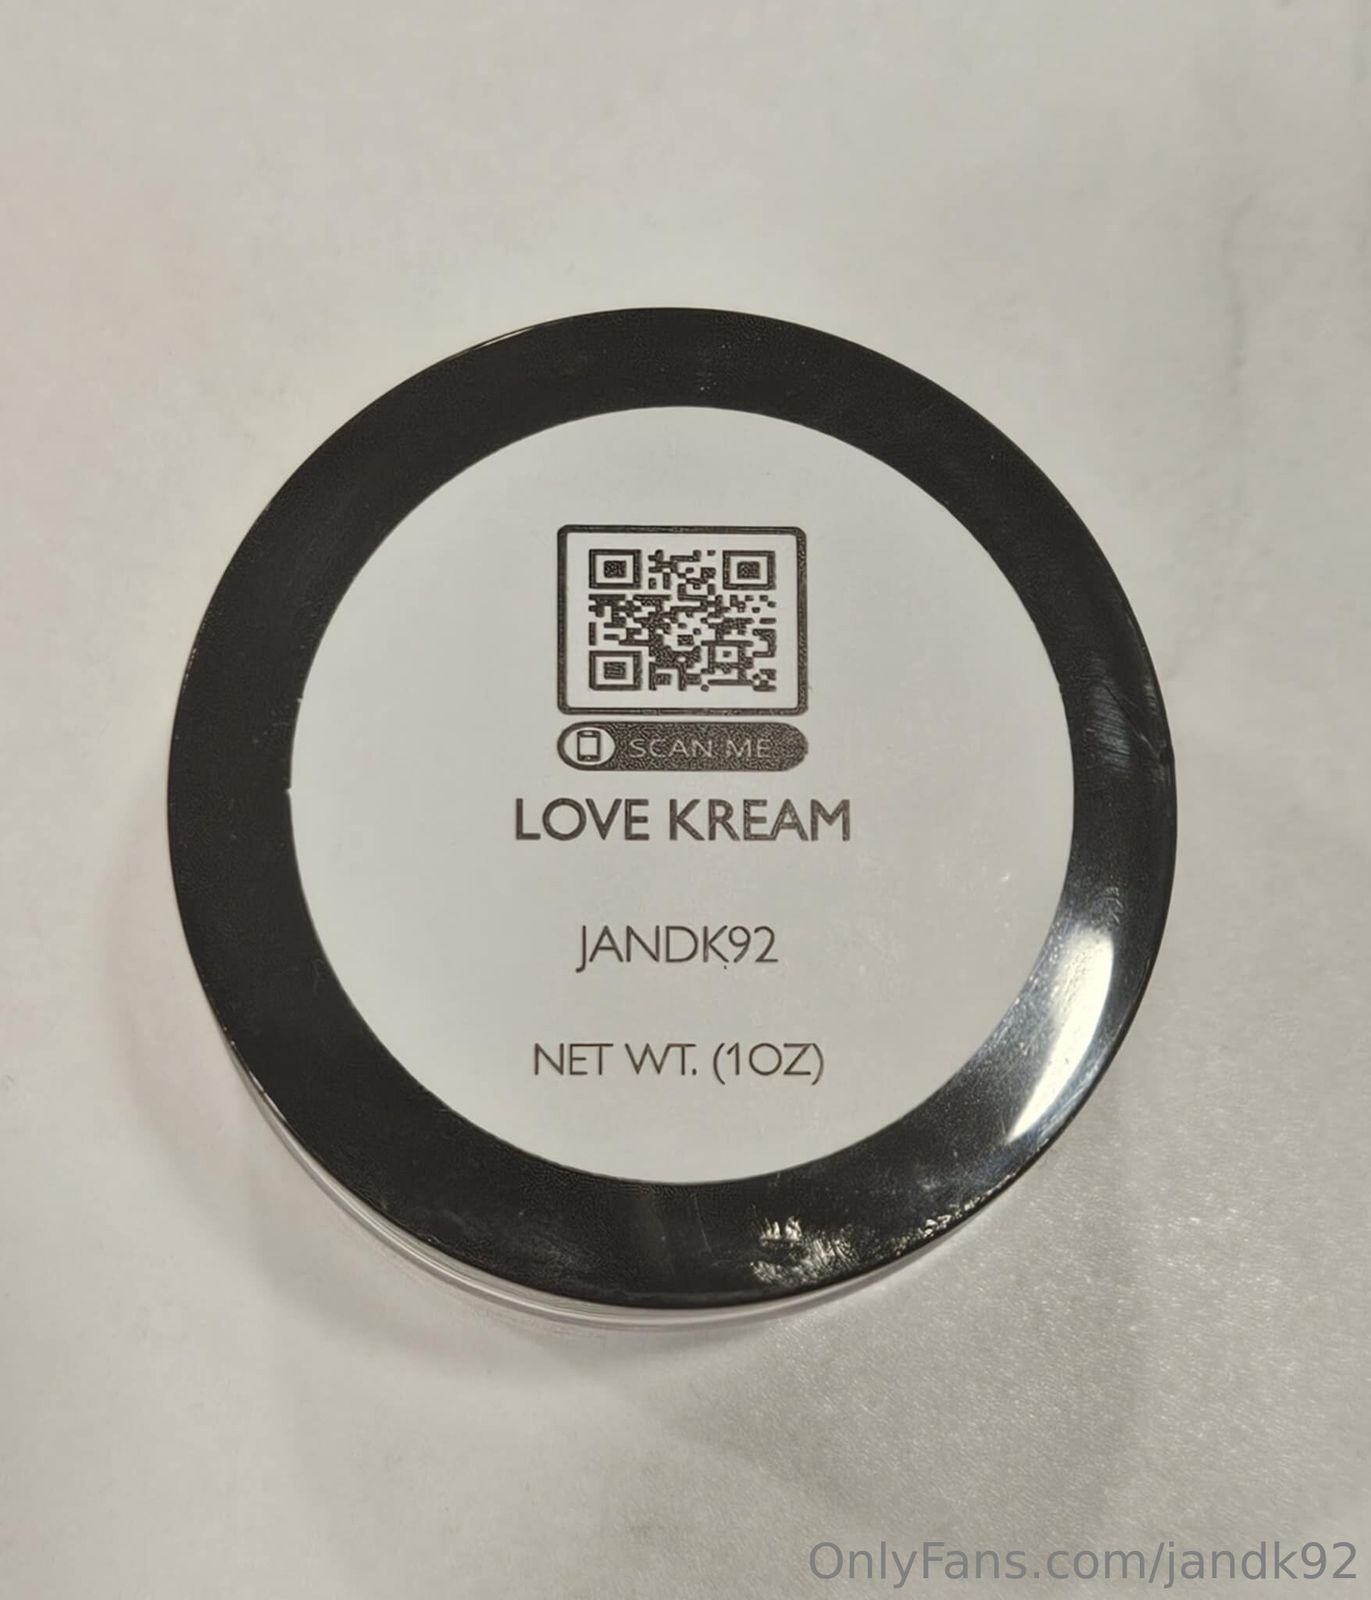 SCAN ME
LOVE KREAM
JANDK92
NET WT. (1OZ)
OnlyFans.com/jandk92